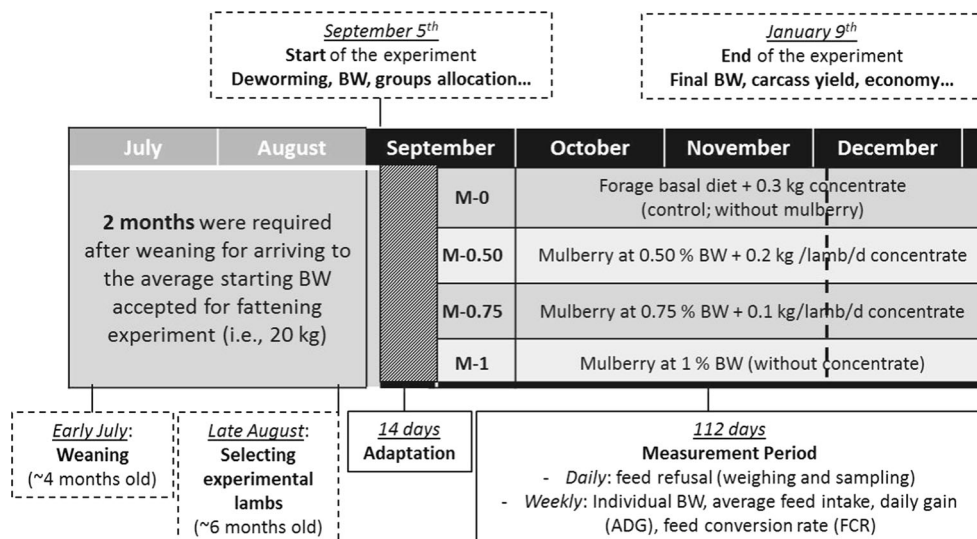 September 5th
Start of the experiment
Deworming, BW, groups allocation...
January 9th
End of the experiment
Final BW, carcass yield, economy...
July
August
September
October
November
December
2 months were required
after weaning for arriving to
the average starting BW
accepted for fattening
experiment (i.e., 20 kg)
M-0
Forage basal diet + 0.3 kg concentrate
(control; without mulberry)
M-0.50
Mulberry at 0.50 % BW + 0.2 kg /lamb/d concentrate
M-0.75
Mulberry at 0.75 % BW + 0.1 kg/lamb/d concentrate
M-1
Mulberry at 1 % BW (without concentrate)
Early July:
Weaning
(~4 months old)
Late August:
Selecting
experimental
lambs
(~6 months old)
14 days
Adaptation
112 days
Measurement Period
- Daily: feed refusal (weighing and sampling)
- Weekly: Individual BW, average feed intake, daily gain
(ADG), feed conversion rate (FCR)